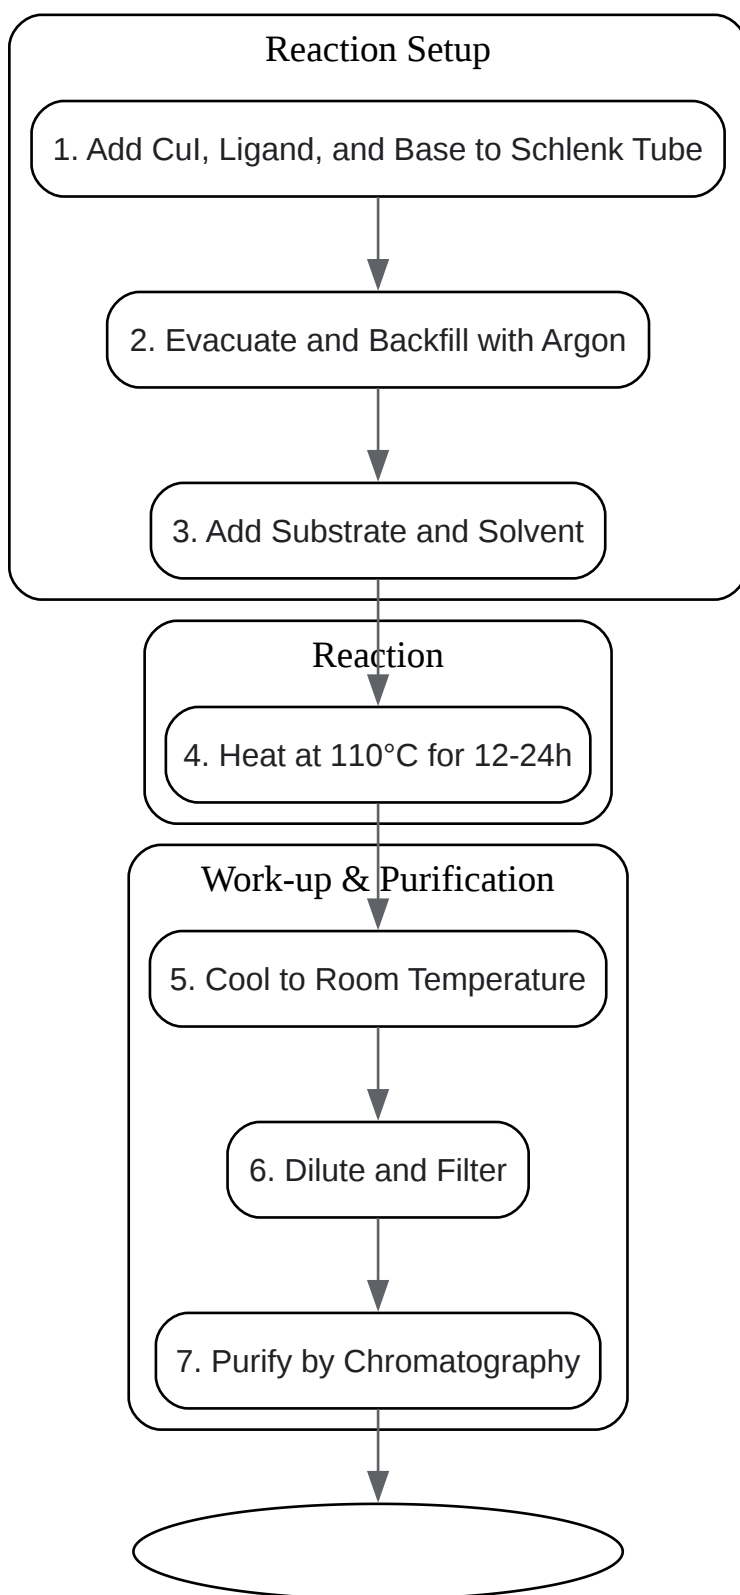 Reaction Setup
1. Add CuI, Ligand, and Base to Schlenk Tube
2. Evacuate and Backfill with Argon
3. Add Substrate and Solvent
Reaction
4. Heat at 110°C for 12-24h
Work-up & Purification
5. Cool to Room Temperature
6. Dilute and Filter
7. Purify by Chromatography